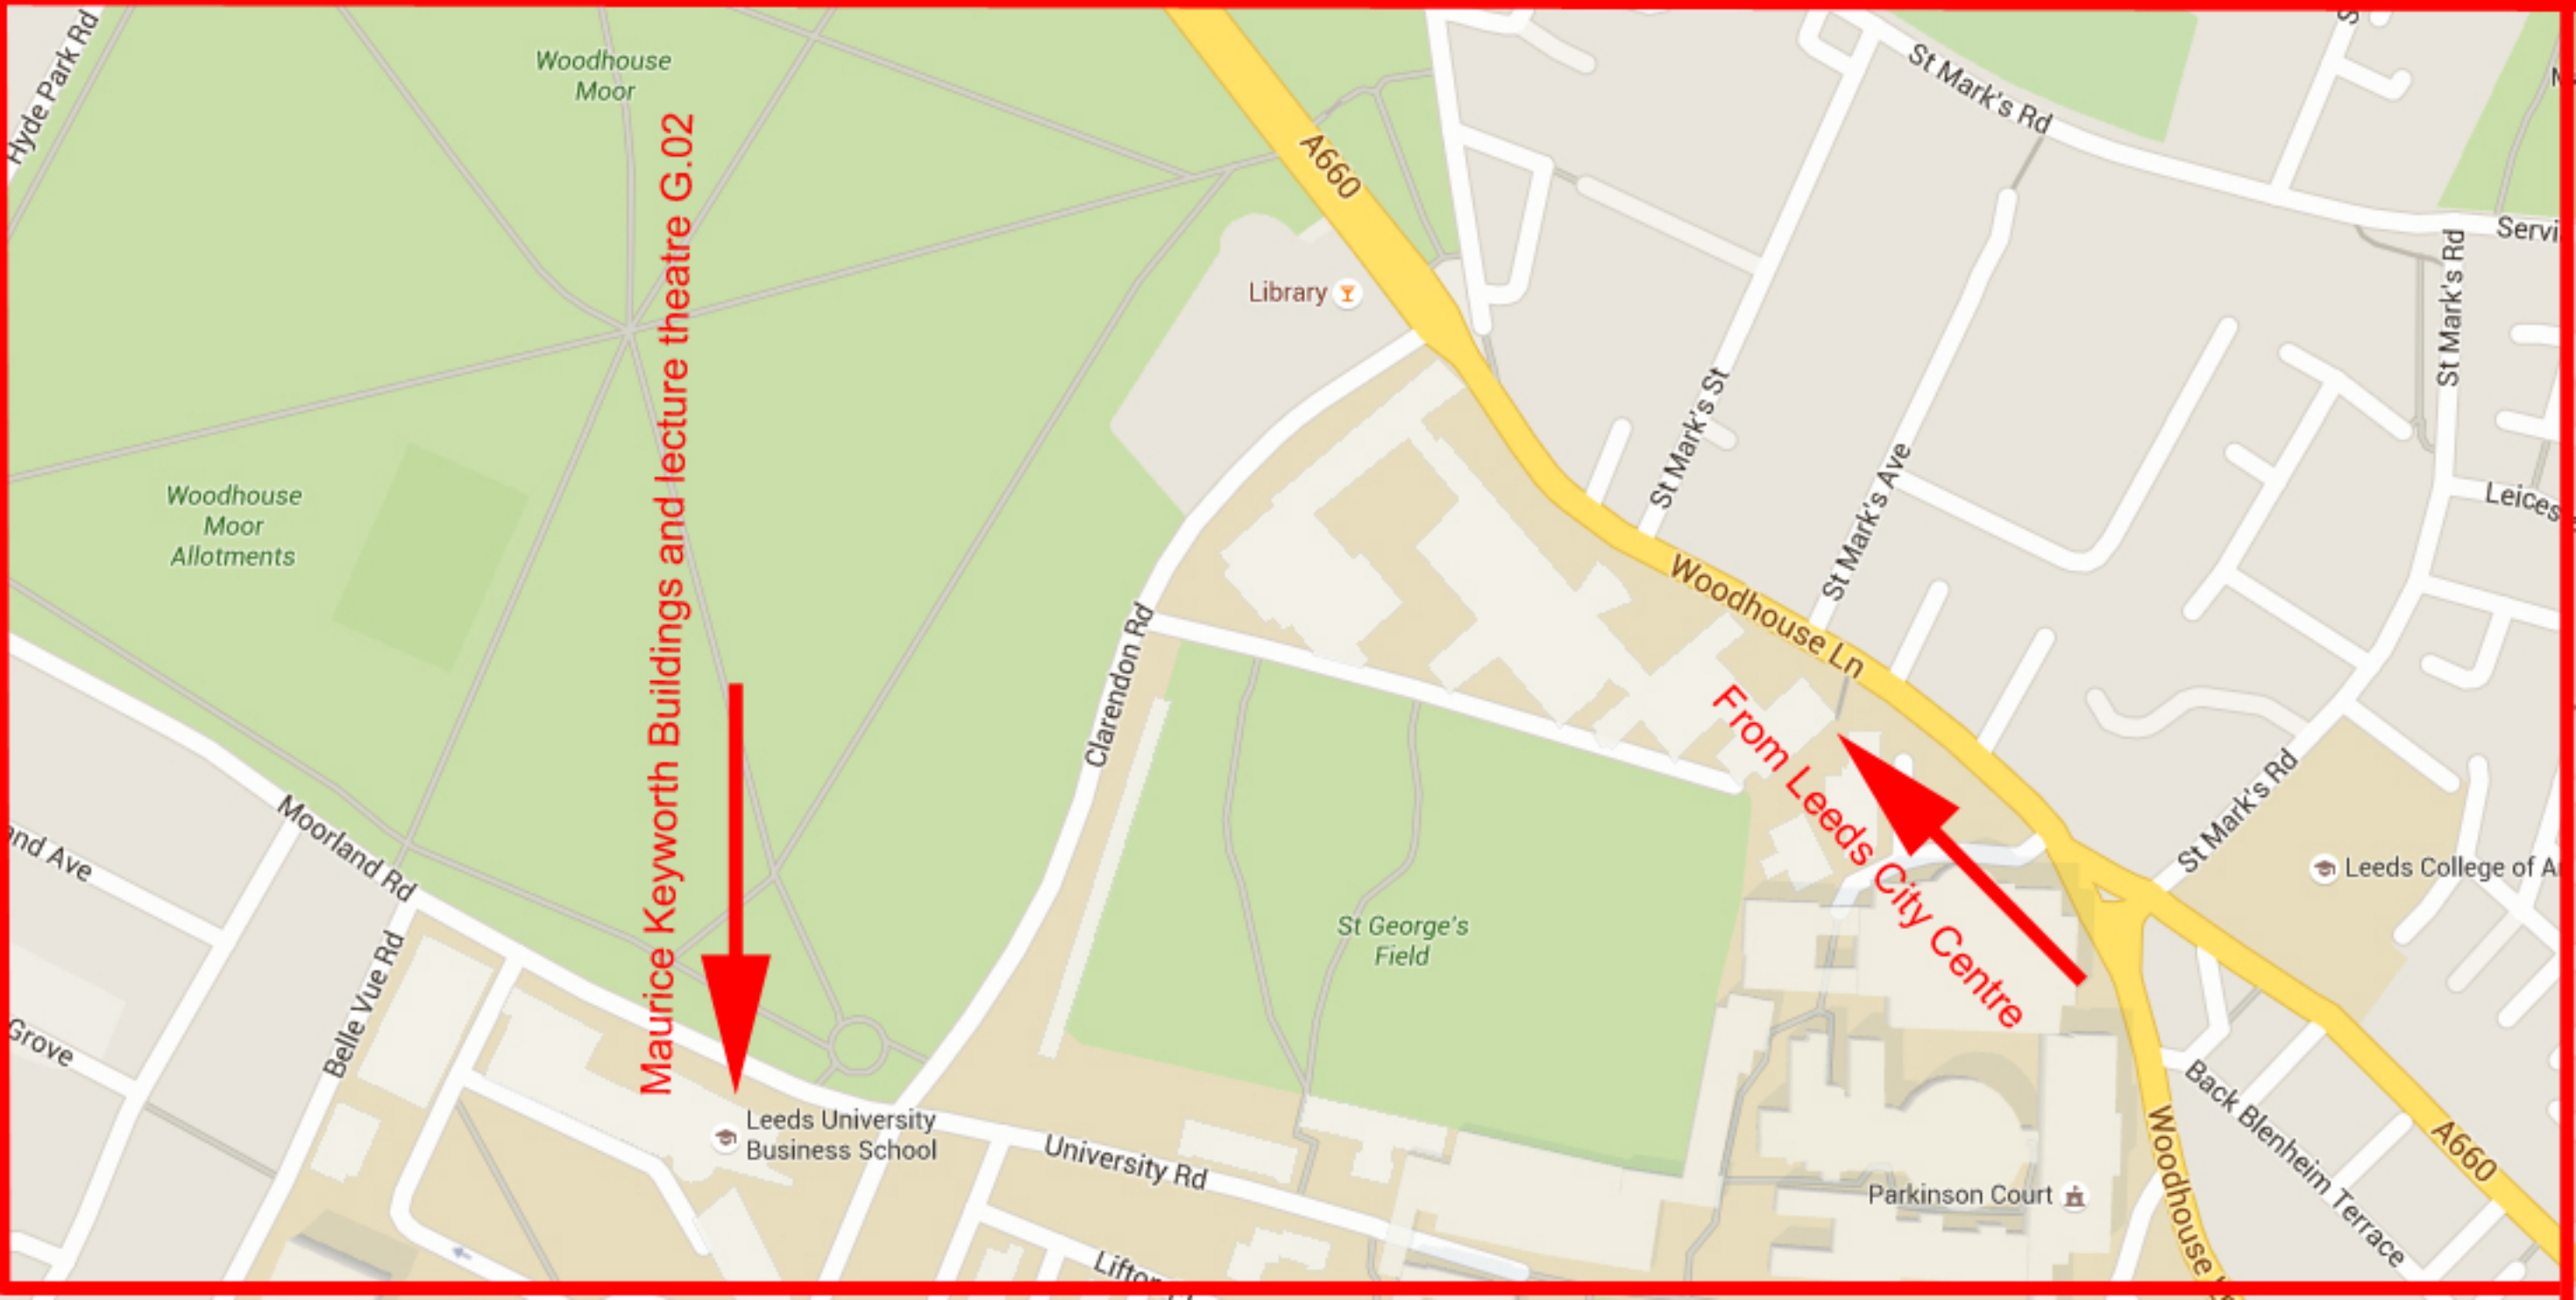 Hyde Park Rd
Woodhouse
Moor
A660
St Mark's Rd
Library
St Mark's St
St Mark's Ave
St Mark's Rd
Woodhouse
Moor
Allotments
Maurice Keyworth Buildings and lecture theatre G.02
Woodhouse Ln
Clarendon Rd
From Leeds City Centre
St Mark's Rd
Leeds College of A
Moorland Rd
and Ave
Belle Vue Rd
Grove
St George's
Field
Leeds University
Business School
University Rd
Parkinson Court
Back Blenheim Terrace
A660
Woodhouse
Servi
Leices